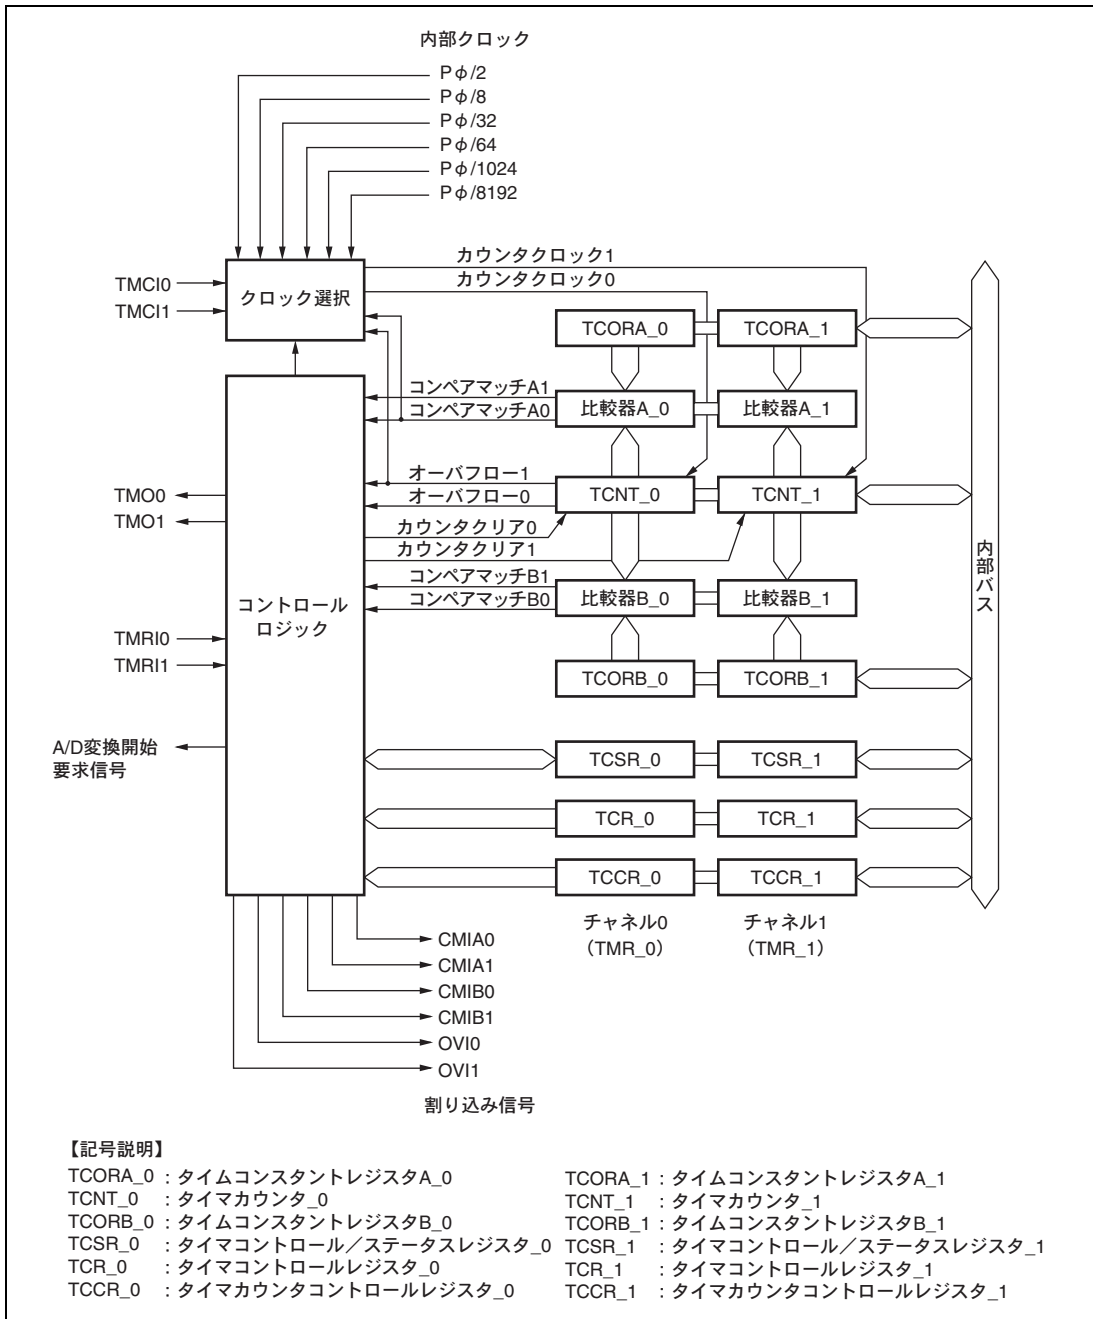 内部クロック
Pφ/2
Pφ/8
Pφ/32
Pφ/64
Pφ/1024
Pφ/8192
カウンタクロック1
カウンタクロック0
TMCI0
TMCI1
クロック選択
TCORA_0
TCORA_1
コンペアマッチA1
コンペアマッチA0
比較器A_0
比較器A_1
オーバフロー1
オーバフロー0
TCNT_0
TCNT_1
TMO0
TMO1
カウンタクリア0
カウンタクリア1
コンペアマッチB1
コンペアマッチB0
比較器B_0
比較器B_1
内部バス
コントロール
ロジック
TMRI0
TMRI1
TCORB_0
TCORB_1
A/D変換開始
要求信号
TCSR_0
TCSR_1
TCR_0
TCR_1
TCCR_0
TCCR_1
チャネル0
(TMR_0)
チャネル1
(TMR_1)
CMIA0
CMIA1
CMIB0
CMIB1
OVI0
OVI1
割り込み信号
【記号説明】
TCORA_0 : タイムコンスタントレジスタA_0
TCNT_0 : タイマカウンタ_0
TCORB_0 : タイムコンスタントレジスタB_0
TCSR_0 : タイマコントロール/ステータスレジスタ_0
TCR_0 : タイマコントロールレジスタ_0
TCCR_0 : タイマカウンタコントロールレジスタ_0
TCORA_1 : タイムコンスタントレジスタA_1
TCNT_1 : タイマカウンタ_1
TCORB_1 : タイムコンスタントレジスタB_1
TCSR_1 : タイマコントロール/ステータスレジスタ_1
TCR_1 : タイマコントロールレジスタ_1
TCCR_1 : タイマカウンタコントロールレジスタ_1